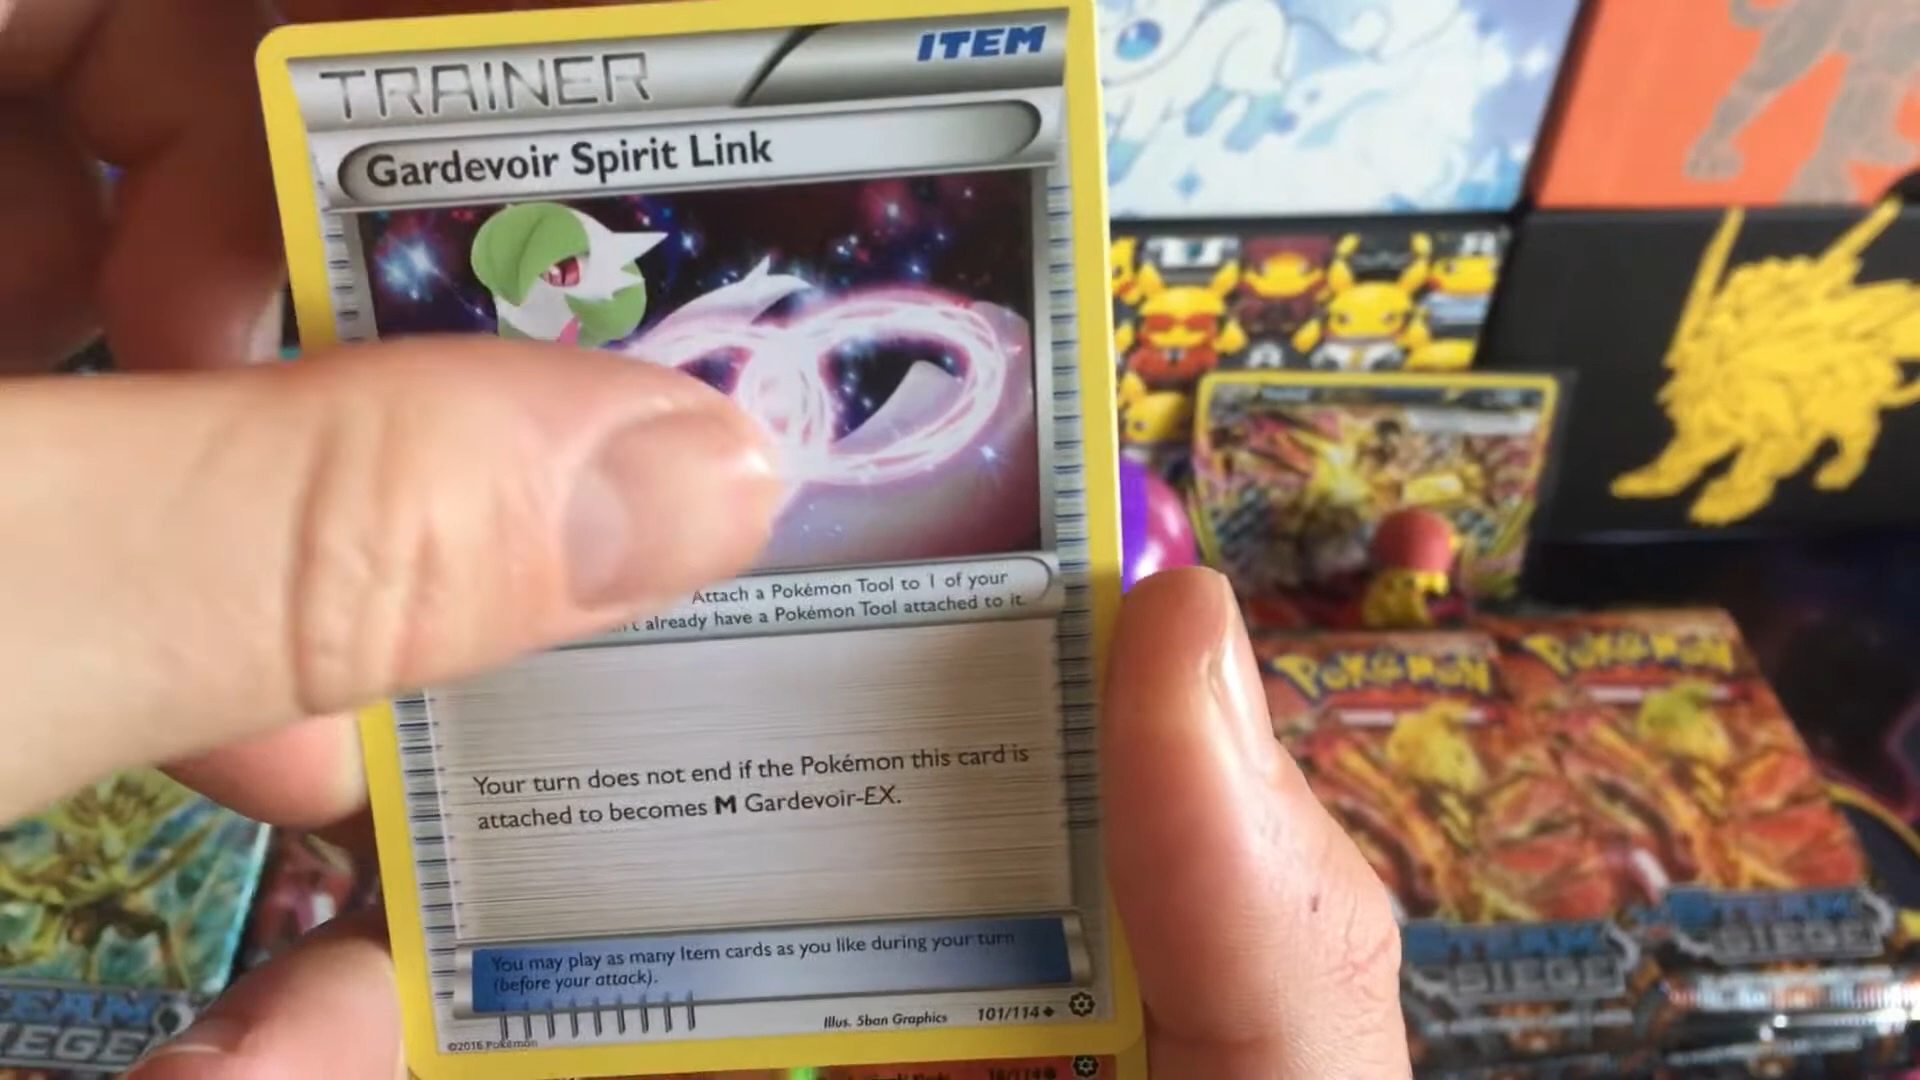 TRAINER
ITEM
Gardevoir Spirit Link
Attach a Pokémon Tool to 1 of your
already have a Pokémon Tool attached to it.
Your turn does not end if the Pokémon this card is
attached to becomes M Gardevoir-EX.
You may play as many Item cards as you like during your turn
(before your attack).
Illus. 5ban Graphics
101/114
©2016 Pokémon
POKéMON
POKéMON
STEAM
SIEGE
STEAM
SIEGE